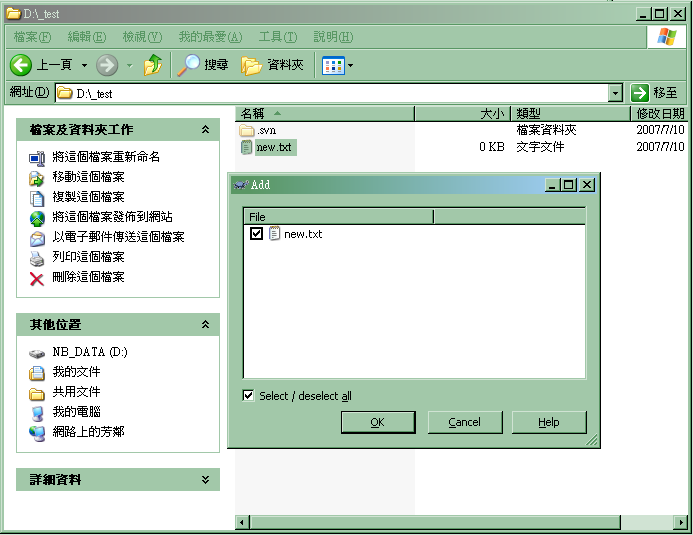 D:\_test
檔案(F) 編輯(E) 檢視(V) 我的最愛(A) 工具(T) 說明(H)
上一頁 搜尋 資料夾
網址(D) D:\_test 移至
名稱 大小 類型 修改日期
.svn 檔案資料夾 2007/7/10
new.txt 0 KB 文字文件 2007/7/10
檔案及資料夾工作
將這個檔案重新命名
移動這個檔案
複製這個檔案
將這個檔案發佈到網站
以電子郵件傳送這個檔案
列印這個檔案
刪除這個檔案
其他位置
NB_DATA (D:)
我的文件
共用文件
我的電腦
網路上的芳鄰
詳細資料
Add
File
new.txt
Select / deselect all
OK Cancel Help